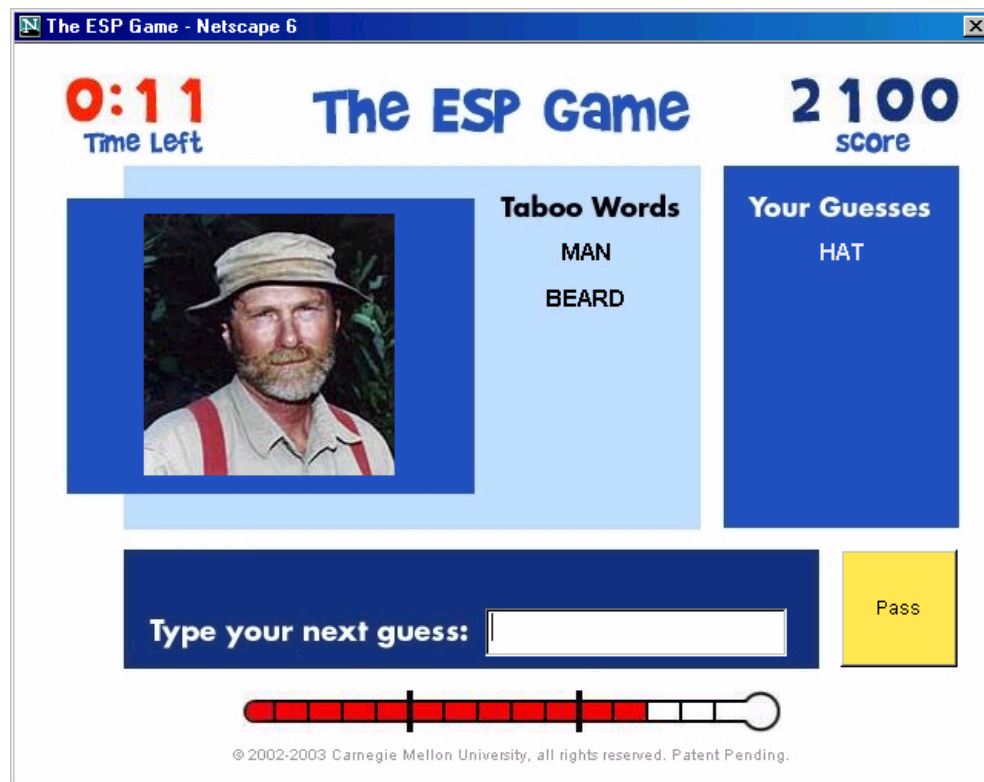 The ESP Game - Netscape 6
0:11
Time Left
The ESP Game
2100
score
Taboo Words
MAN
BEARD
Your Guesses
HAT
Type your next guess:
Pass
© 2002-2003 Carnegie Mellon University, all rights reserved. Patent Pending.